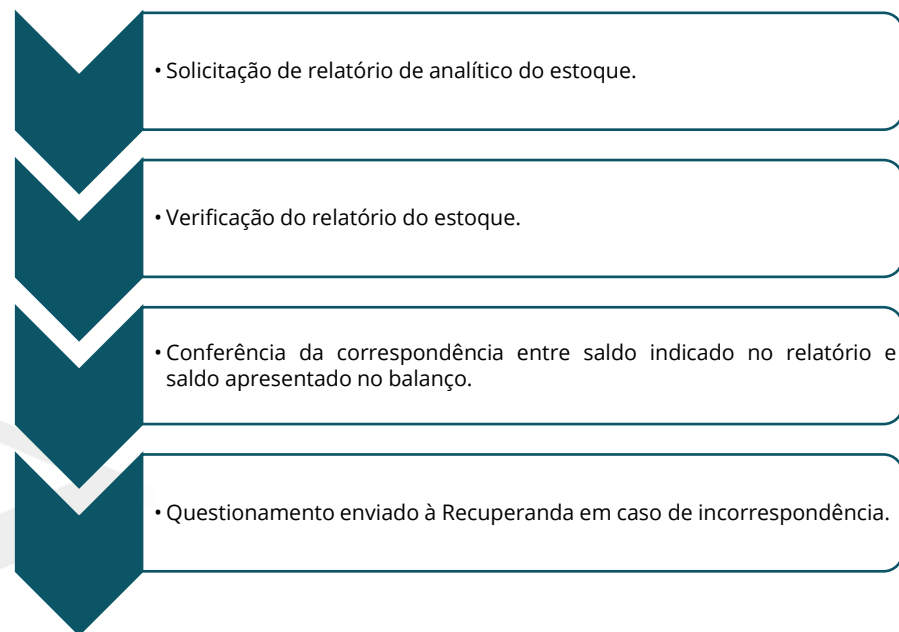 • Solicitação de relatório de analítico do estoque.
• Verificação do relatório do estoque.
• Conferência da correspondência entre saldo indicado no relatório e
saldo apresentado no balanço.
• Questionamento enviado à Recuperanda em caso de incorrespondência.